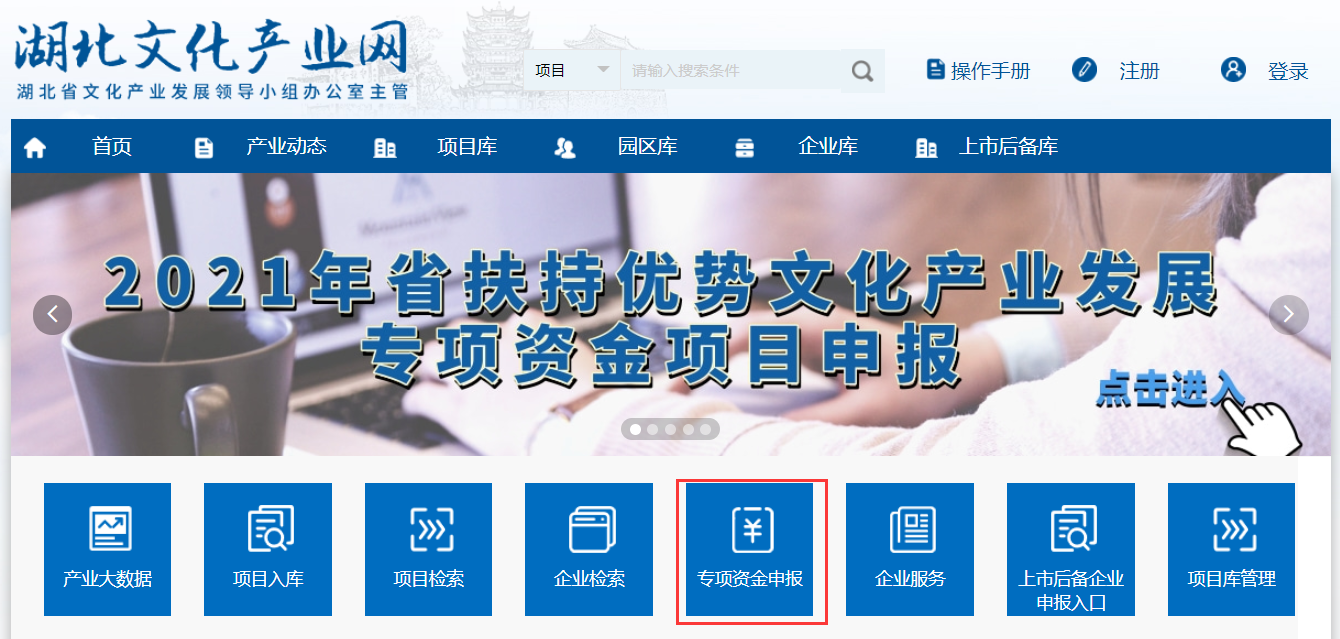 湖北文化产业网
湖北省文化产业发展领导小组办公室主管
项目
请输入搜索条件
操作手册
注册
登录
首页
产业动态
项目库
园区库
企业库
上市后备库
2021年省扶持优势文化产业发展
专项资金项目申报
点击进入
产业大数据
项目入库
项目检索
企业检索
专项资金申报
企业服务
上市后备企业
申报入口
项目库管理